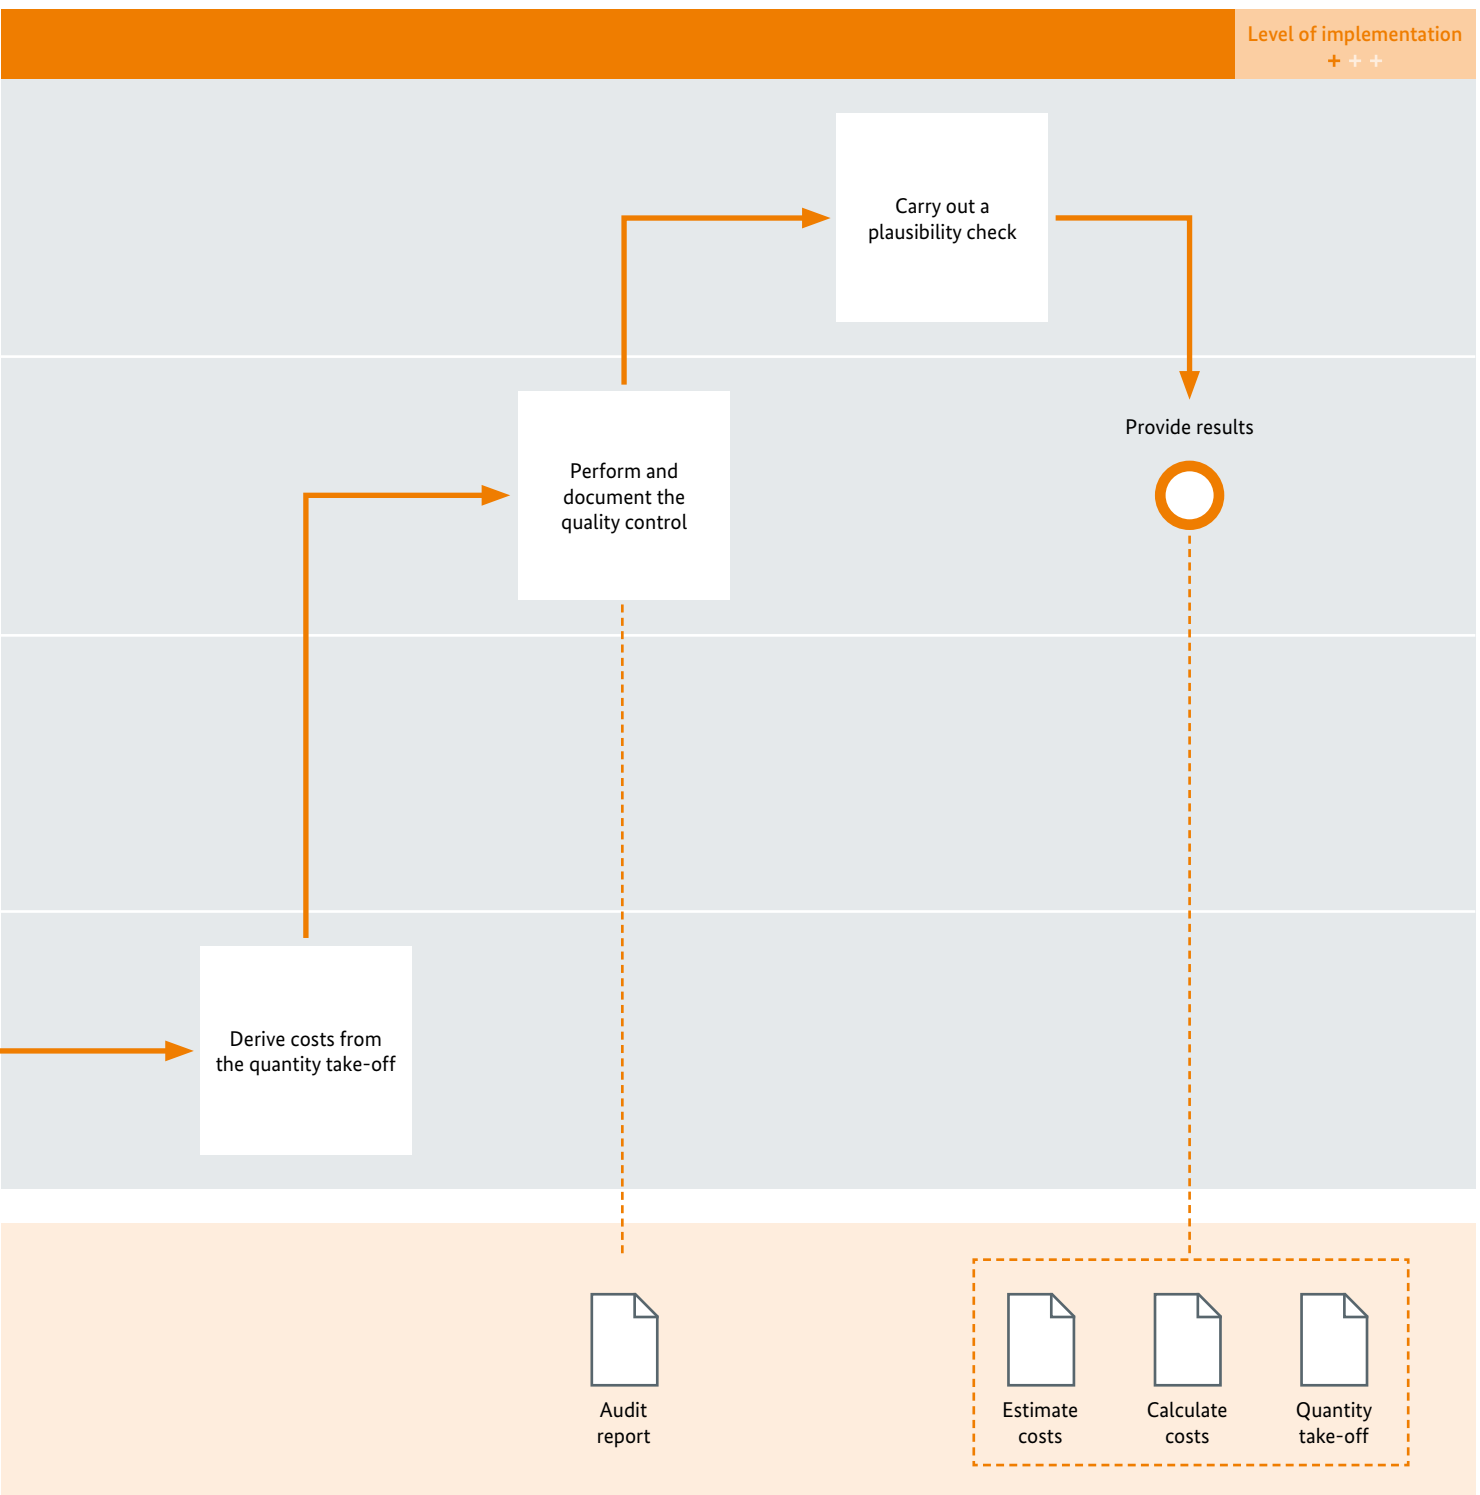 Level of implementation
+ + +
Carry out a
plausibility check
Provide results
Perform and
document the
quality control
Derive costs from
the quantity take-off
Audit
report
Estimate
costs
Calculate
costs
Quantity
take-off